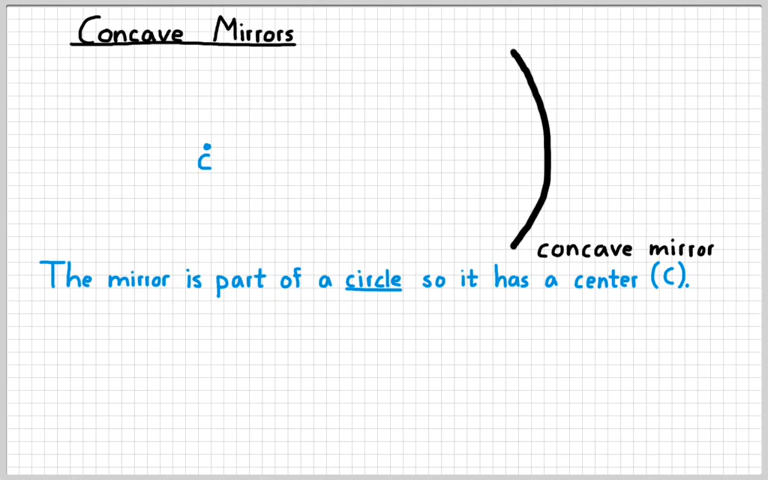 Concave Mirrors
C
concave mirror
The mirror is part of a circle so it has a center (C).